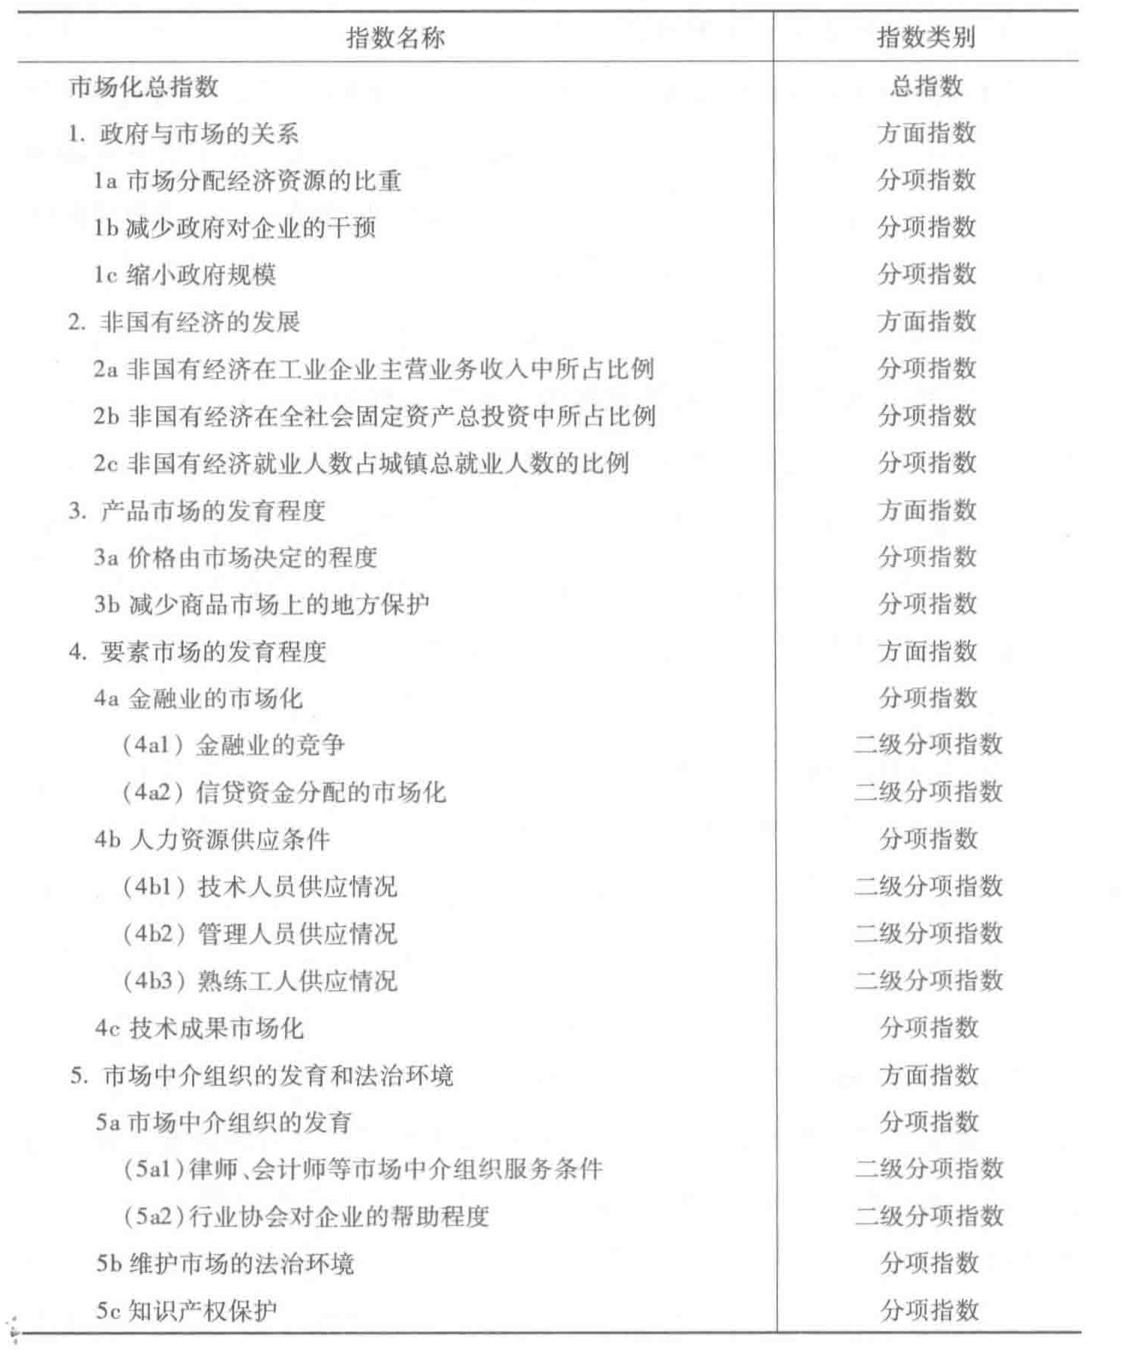 指数名称 指数类别
市场化总指数 总指数
1. 政府与市场的关系 方面指数
1a 市场分配经济资源的比重 分项指数
1b 减少政府对企业的干预 分项指数
1c 缩小政府规模 分项指数
2. 非国有经济的发展 方面指数
2a 非国有经济在工业企业主营业务收入中所占比例 分项指数
2b 非国有经济在全社会固定资产总投资中所占比例 分项指数
2c 非国有经济就业人数占城镇总就业人数的比例 分项指数
3. 产品市场的发育程度 方面指数
3a 价格由市场决定的程度 分项指数
3b 减少商品市场上的地方保护 分项指数
4. 要素市场的发育程度 方面指数
4a 金融业的市场化 分项指数
(4a1) 金融业的竞争 二级分项指数
(4a2) 信贷资金分配的市场化 二级分项指数
4b 人力资源供应条件 分项指数
(4b1) 技术人员供应情况 二级分项指数
(4b2) 管理人员供应情况 二级分项指数
(4b3) 熟练工人供应情况 二级分项指数
4c 技术成果市场化 分项指数
5. 市场中介组织的发育和法治环境 方面指数
5a 市场中介组织的发育 分项指数
(5a1)律师、会计师等市场中介组织服务条件 二级分项指数
(5a2)行业协会对企业的帮助程度 二级分项指数
5b 维护市场的法治环境 分项指数
5c 知识产权保护 分项指数